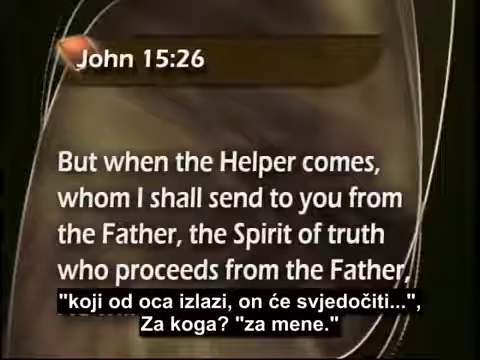 John 15:26
But when the Helper comes,
whom I shall send to you from
the Father, the Spirit of truth
who proceeds from the Father,
"koji od oca izlazi, on će svjedočiti...",
Za koga? "za mene."